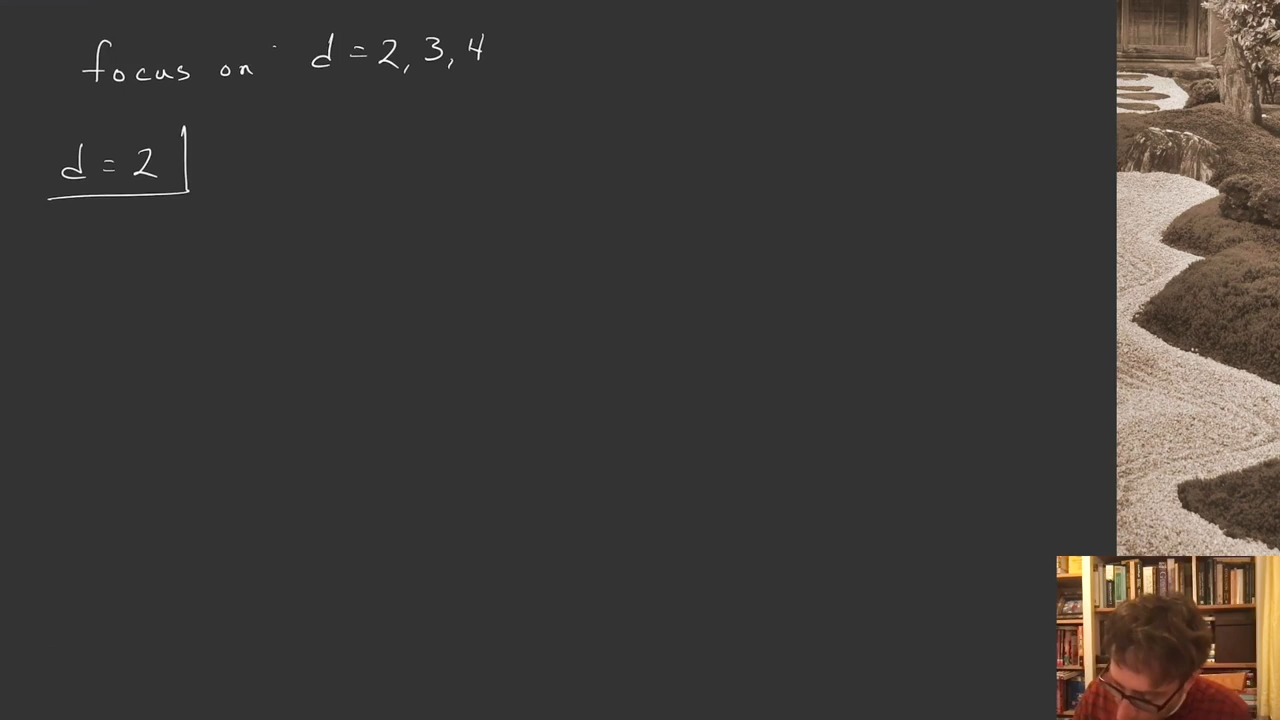 focus on d = 2, 3, 4
d = 2